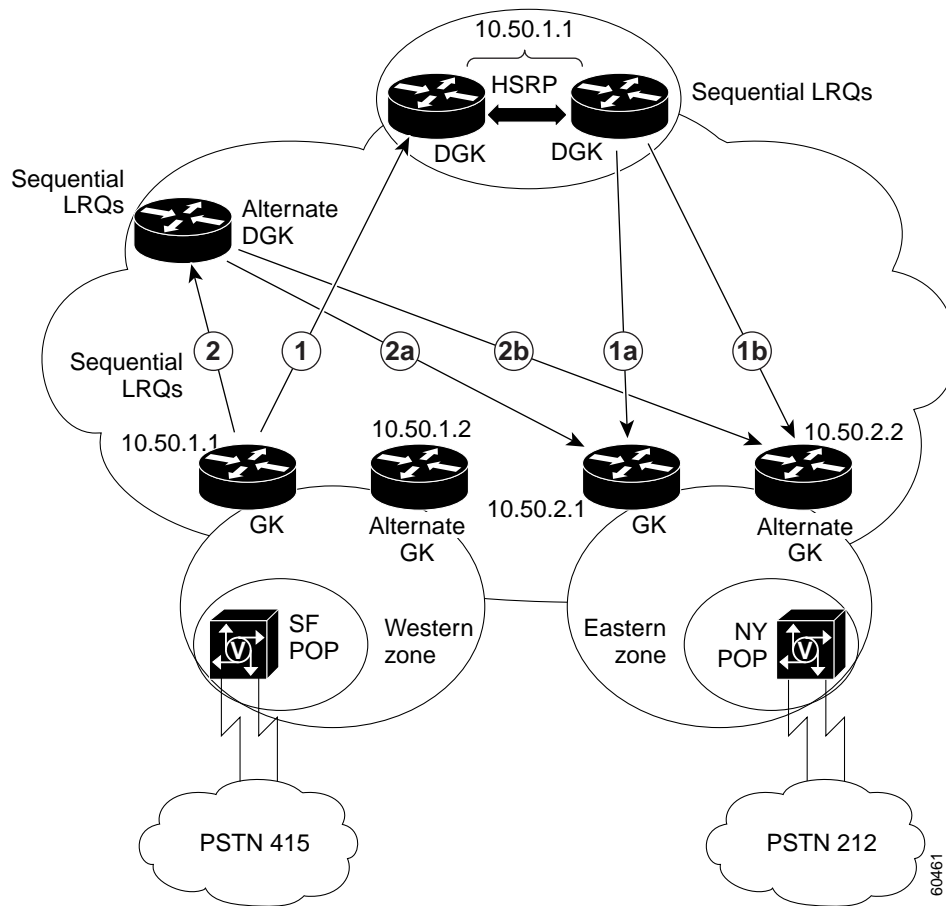 10.50.1.1
HSRP
Sequential LRQs
DGK
DGK
Sequential
LRQs
Alternate
DGK
2
1
2a
2b
1a
1b
Sequential
LRQs
10.50.1.1
10.50.1.2
10.50.2.2
10.50.2.1
GK
Alternate
GK
GK
Alternate
GK
V
SF
POP
Western
zone
Eastern
zone
NY
POP
V
PSTN 415
PSTN 212
60461